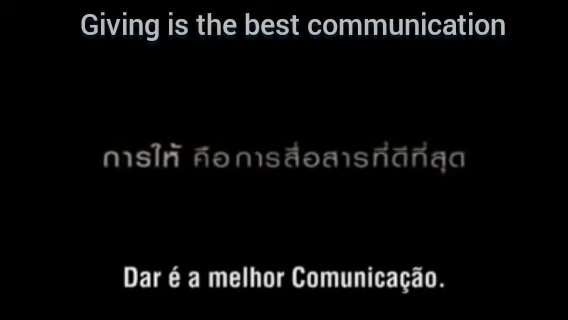 Giving is the best communication
การให้ คือการสื่อสารที่ดีที่สุด
Dar é a melhor Comunicação.